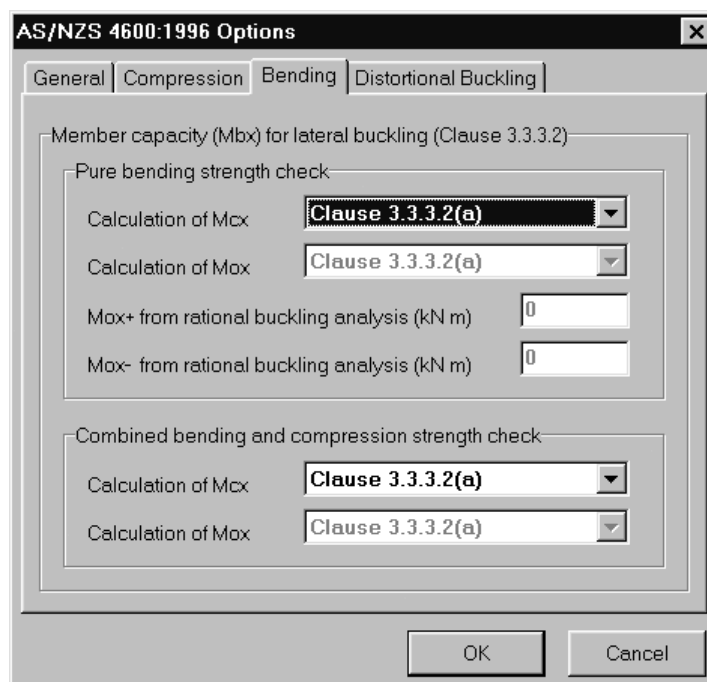 AS/NZS 4600:1996 Options
General Compression Bending Distortional Buckling
Member capacity (Mbx) for lateral buckling (Clause 3.3.3.2)
Pure bending strength check
Calculation of Mcx Clause 3.3.3.2(a)
Calculation of Mox Clause 3.3.3.2(a)
Mox+ from rational buckling analysis (kN m) 0
Mox- from rational buckling analysis (kN m) 0
Combined bending and compression strength check
Calculation of Mcx Clause 3.3.3.2(a)
Calculation of Mox Clause 3.3.3.2(a)
OK Cancel